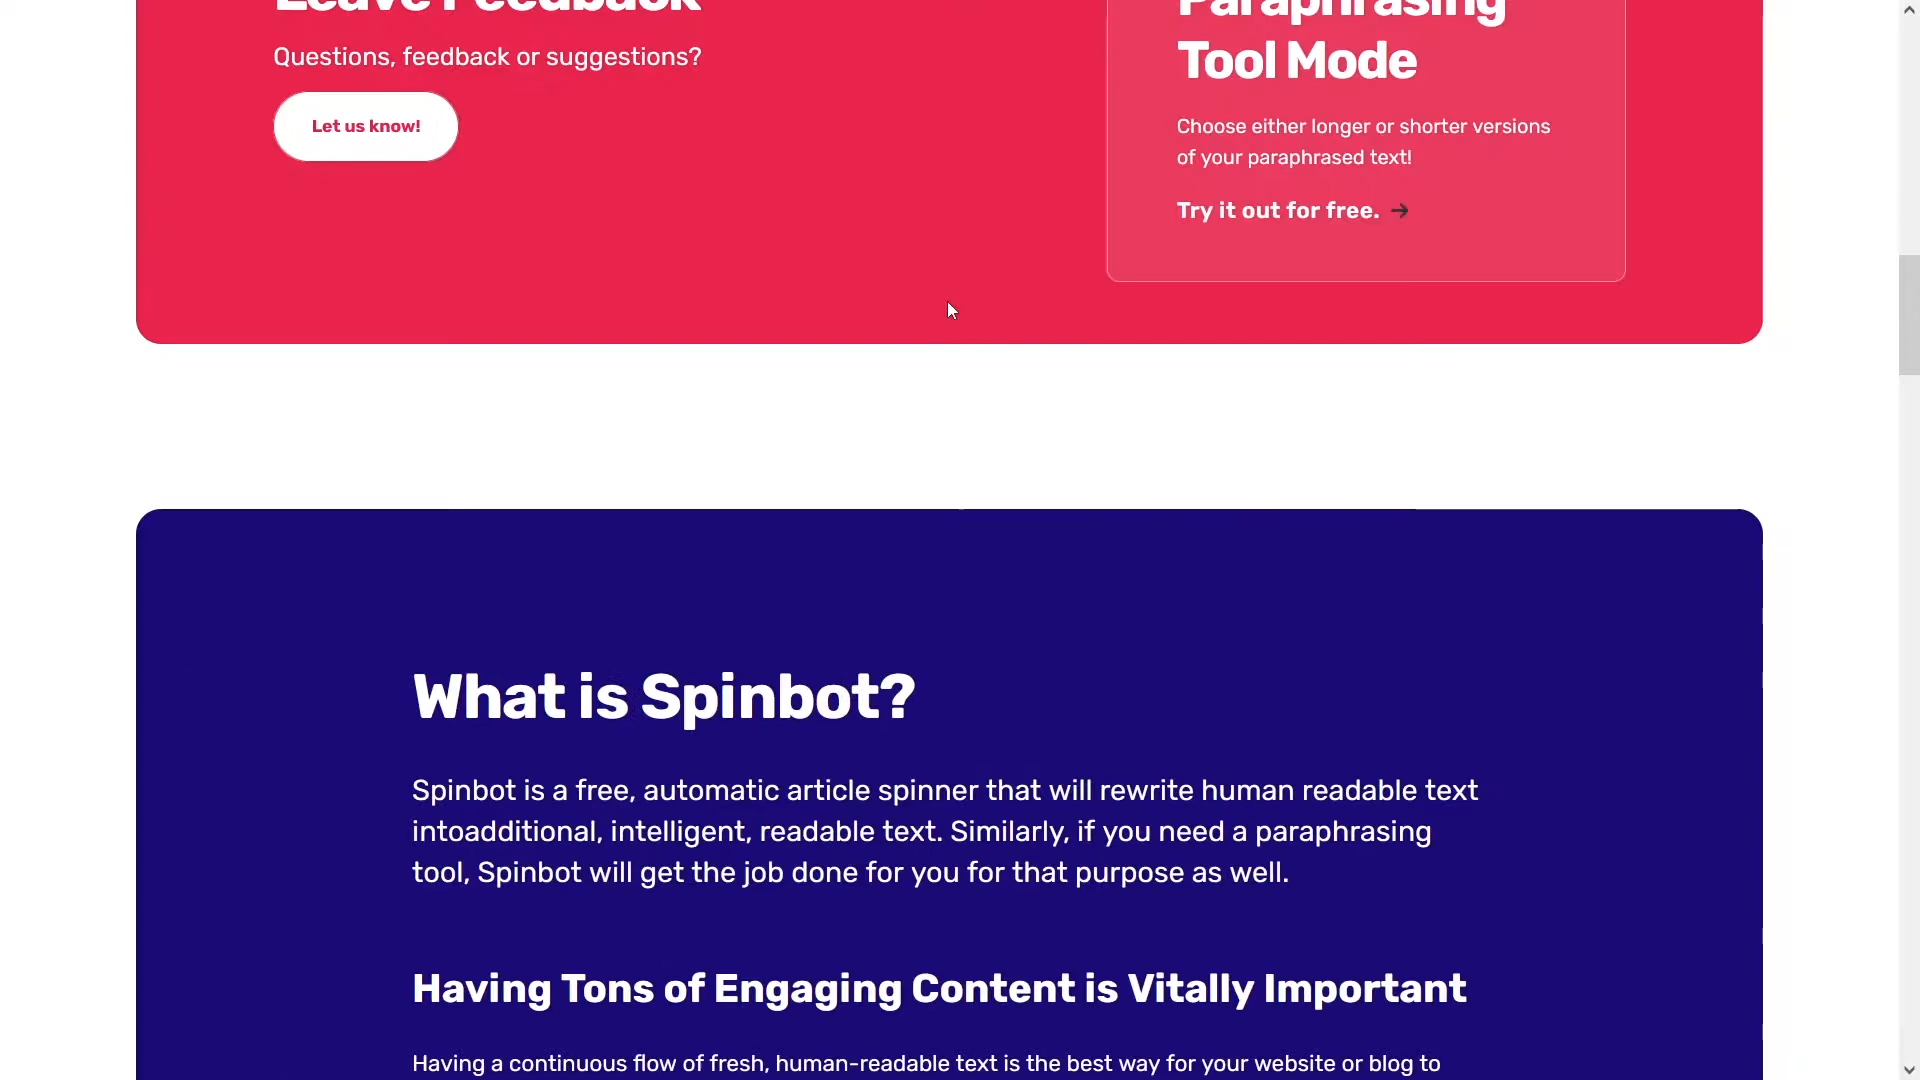 Leave Feedback
Questions, feedback or suggestions?
Let us know!
Paraphrasing
Tool Mode
Choose either longer or shorter versions
of your paraphrased text!
Try it out for free.
What is Spinbot?
Spinbot is a free, automatic article spinner that will rewrite human readable text
intoadditional, intelligent, readable text. Similarly, if you need a paraphrasing
tool, Spinbot will get the job done for you for that purpose as well.
Having Tons of Engaging Content is Vitally Important
Having a continuous flow of fresh, human-readable text is the best way for your website or blog to